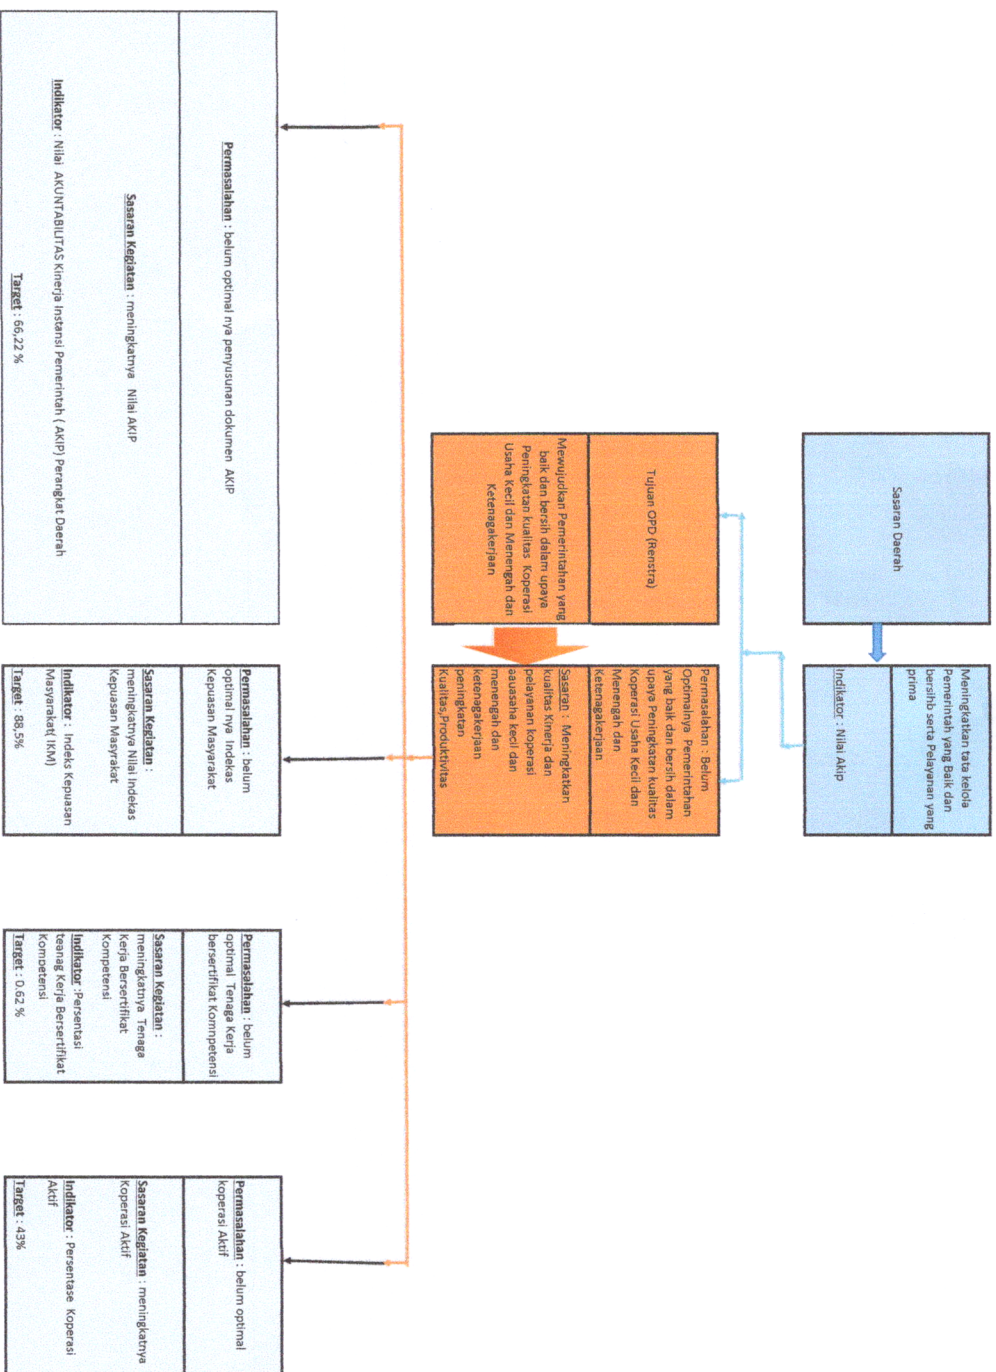 Sasaran Daerah
Meningkatkan tata kelola
Pemerintah yang Baik dan
bersihb serta Pelayanan yang
prima
Indikator : Nilai Akip
Tujuan OPD (Renstra)
Mewujudkan Pemerintahan yang
baik dan bersih dalam upaya
Peningkatan kualitas Koperasi
Usaha Kecil dan Menengah dan
Ketenagakerjaan
Permasalahan : Belum
Optimalnya Pemerintahan
yang baik dan bersih dalam
upaya Peningkatan kualitas
Koperasi Usaha Kecil dan
Menengah dan
Ketenagakerjaan
Sasaran : Meningkatkan
kualitas Kinerja dan
pelayanan koperasi
aauasaha kecil dan
menengah dan
ketenagakerjaan
peningkatan
Kualitas,Produktivitas
Permasalahan : belum optimal nya penyusunan dokumen AKIP
Sasaran Kegiatan : meningkatnya Nilai AKIP
Indikator : Nilai AKUNTABILITAS Kinerja Instansi Pemerintah ( AKIP) Perangkat Daerah
Target : 66,22 %
Permasalahan : belum
optimal nya Indekas
Kepuasan Masyarakat
Sasaran Kegiatan :
meningkatnya Nilai Indekas
Kepuasan Masyrakat
Indikator : Indeks Kepuasan
Masyarakat( IKM)
Target : 88,5%
Permasalahan : belum
optimal Tenaga Kerja
bersertifikat Komnpetensi
Sasaran Kegiatan :
meningkatnya Tenaga
Kerja Bersertifikat
Kompetensi
Indikator :Persentasi
teanag Kerja Bersertifikat
Kompetensi
Target : 0.62 %
Permasalahan : belum optimal
koperasi Aktif
Sasaran Kegiatan : meningkatnya
Koperasi Aktif
Indikator : Persentase Koperasi
Aktif
Target : 43%